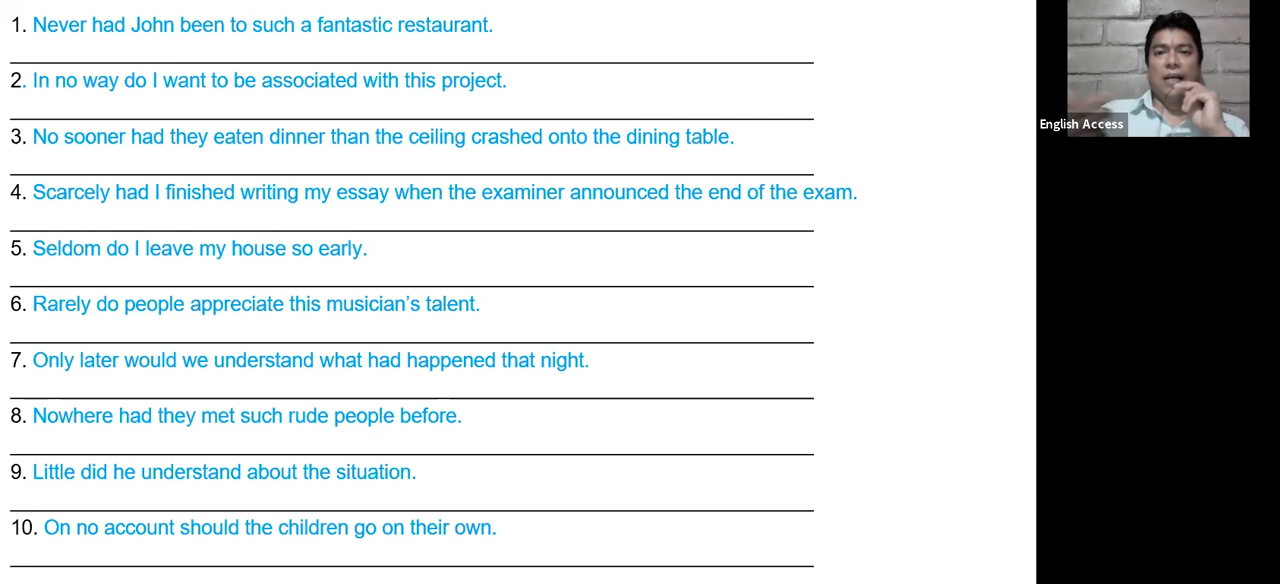 1. Never had John been to such a fantastic restaurant.
2. In no way do I want to be associated with this project.
3. No sooner had they eaten dinner than the ceiling crashed onto the dining table.
4. Scarcely had I finished writing my essay when the examiner announced the end of the exam.
5. Seldom do I leave my house so early.
6. Rarely do people appreciate this musician’s talent.
7. Only later would we understand what had happened that night.
8. Nowhere had they met such rude people before.
9. Little did he understand about the situation.
10. On no account should the children go on their own.
English Access